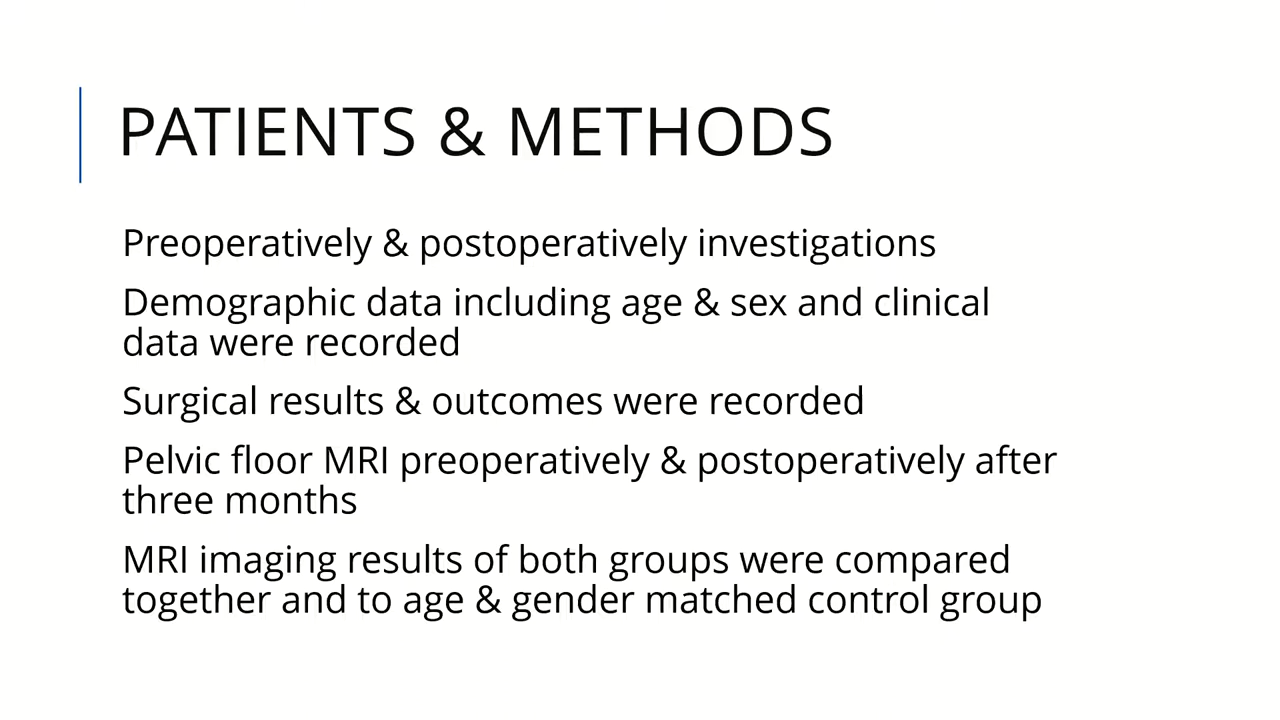 PATIENTS & METHODS
Preoperatively & postoperatively investigations
Demographic data including age & sex and clinical
data were recorded
Surgical results & outcomes were recorded
Pelvic floor MRI preoperatively & postoperatively after
three months
MRI imaging results of both groups were compared
together and to age & gender matched control group